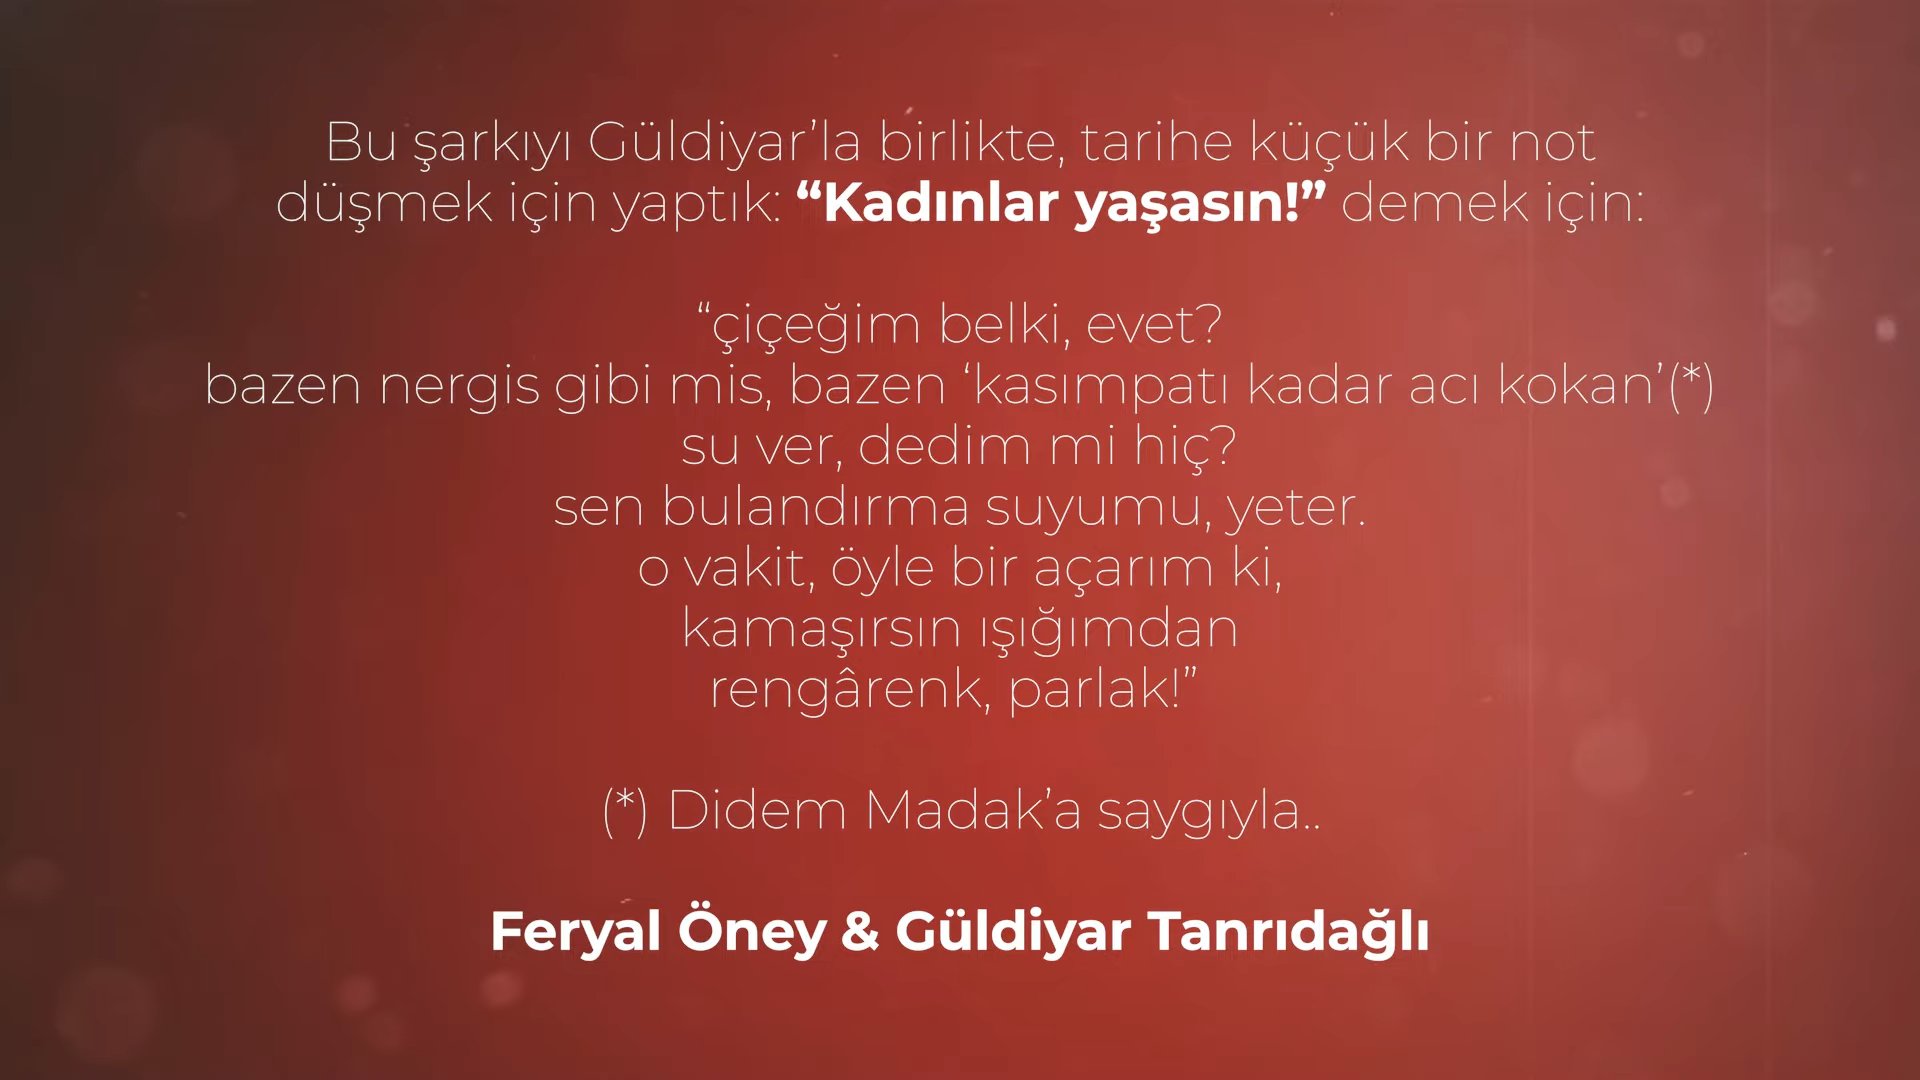 Bu şarkıyı Güldiyar’la birlikte, tarihe küçük bir not
düşmek için yaptık: “Kadınlar yaşasın!” demek için:
“çiçeğim belki, evet?
bazen nergis gibi mis, bazen ‘kasımpatı kadar acı kokan’(*)
su ver, dedim mi hiç?
sen bulandırma suyumu, yeter.
o vakit, öyle bir açarım ki,
kamaşırsın ışığımdan
rengârenk, parlak!”
(*) Didem Madak’a saygıyla..
Feryal Öney & Güldiyar Tanrıdağlı